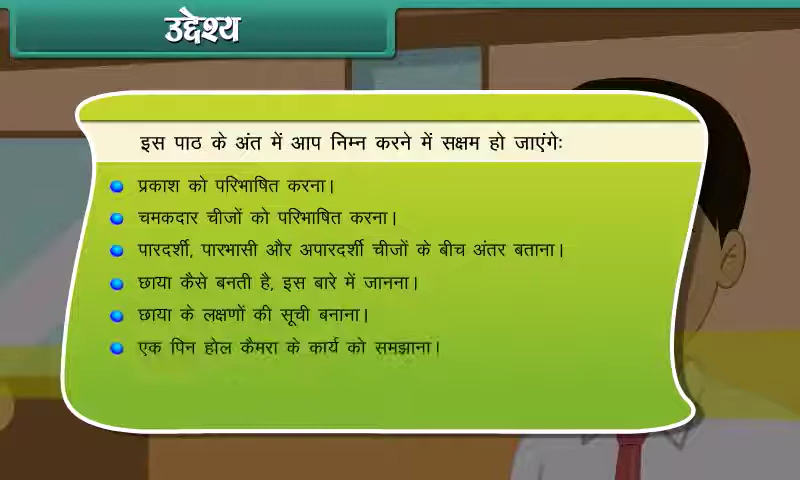 उद्देश्य
इस पाठ के अंत में आप निम्न करने में सक्षम हो जाएंगेः
प्रकाश को परिभाषित करना।
चमकदार चीजों को परिभाषित करना।
पारदर्शी, पारभासी और अपारदर्शी चीजों के बीच अंतर बताना।
छाया कैसे बनती है, इस बारे में जानना।
छाया के लक्षणों की सूची बनाना।
एक पिन होल कैमरा के कार्य को समझाना।